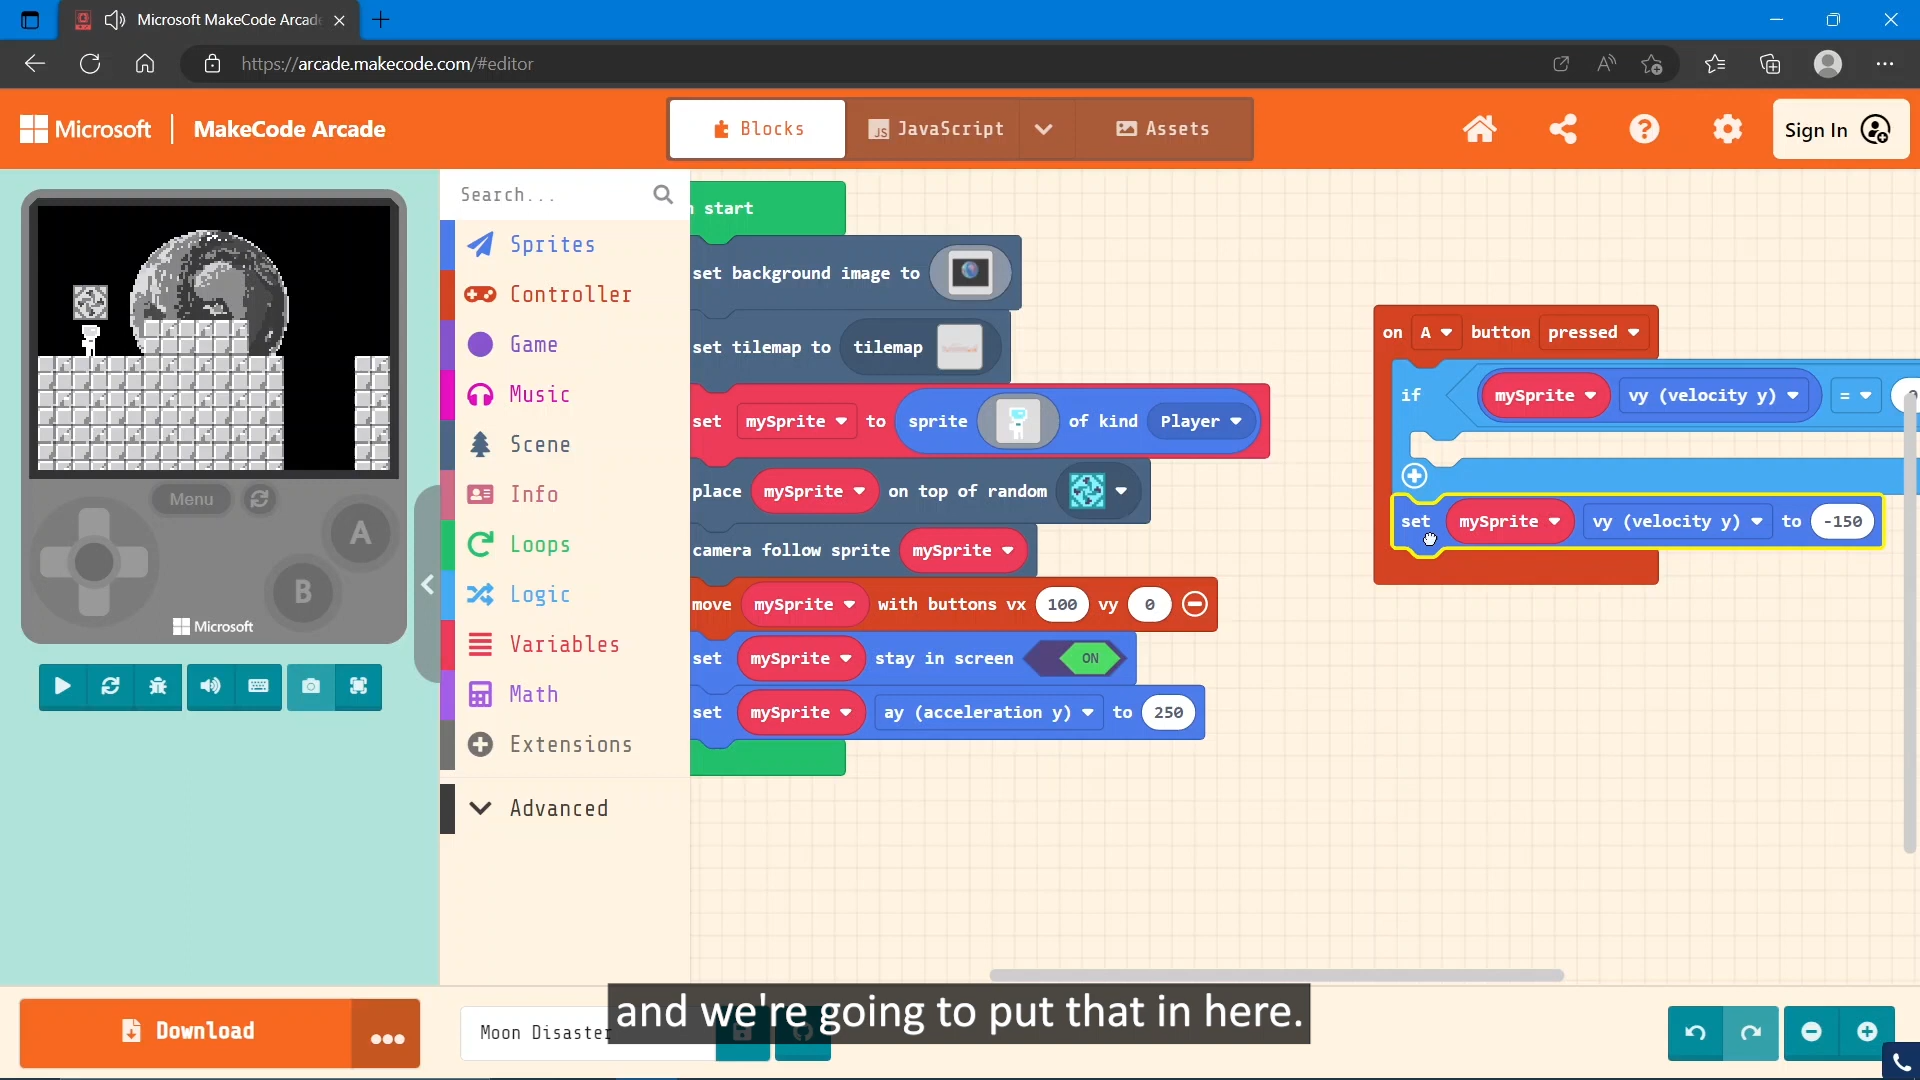 Microsoft MakeCode Arcade
https://arcade.makecode.com/#editor
Microsoft
MakeCode Arcade
Blocks
JS JavaScript
Assets
Sign In
Search...
Sprites
Controller
Game
Music
Scene
Info
Loops
Logic
Variables
Math
Extensions
Advanced
Menu
A
B
Microsoft
start
set background image to
set tilemap to tilemap
set mySprite to sprite of kind Player
place mySprite on top of random
camera follow sprite mySprite
move mySprite with buttons vx 100 vy 0
set mySprite stay in screen ON
set mySprite ay (acceleration y) to 250
on A button pressed
if mySprite vy (velocity y) =
set mySprite vy (velocity y) to -150
Download
Moon Disaster
and we're going to put that in here.